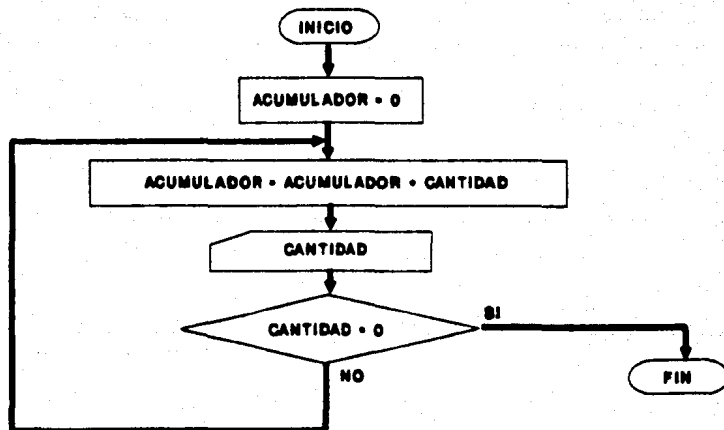 INICIO
ACUMULADOR = 0
ACUMULADOR = ACUMULADOR + CANTIDAD
CANTIDAD
CANTIDAD = 0
SI
NO
FIN